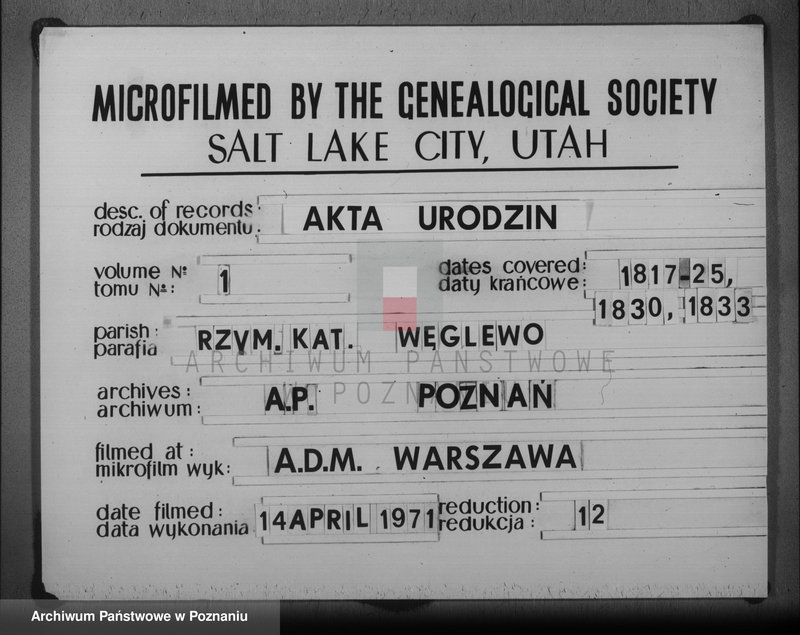 MICROFILMED BY THE GENEALOGICAL SOCIETY
SALT LAKE CITY, UTAH
desc. of records: AKTA URODZIN
rodzaj dokumentu:
volume №: 1
tomu №:
dates covered: 1817-25,
daty krańcowe: 1830, 1833
parish: RZYM. KAT. WĘGLEWO
parafia
ARCHIWUM PAŃSTWOWE
W POZNANIU
archives: A.P. POZNAŃ
archiwum:
filmed at: A.D.M. WARSZAWA
mikrofilm wyk:
date filmed: 14 APRIL 1971
data wykonania
reduction: 12
redukcja:
Archiwum Państwowe w Poznaniu